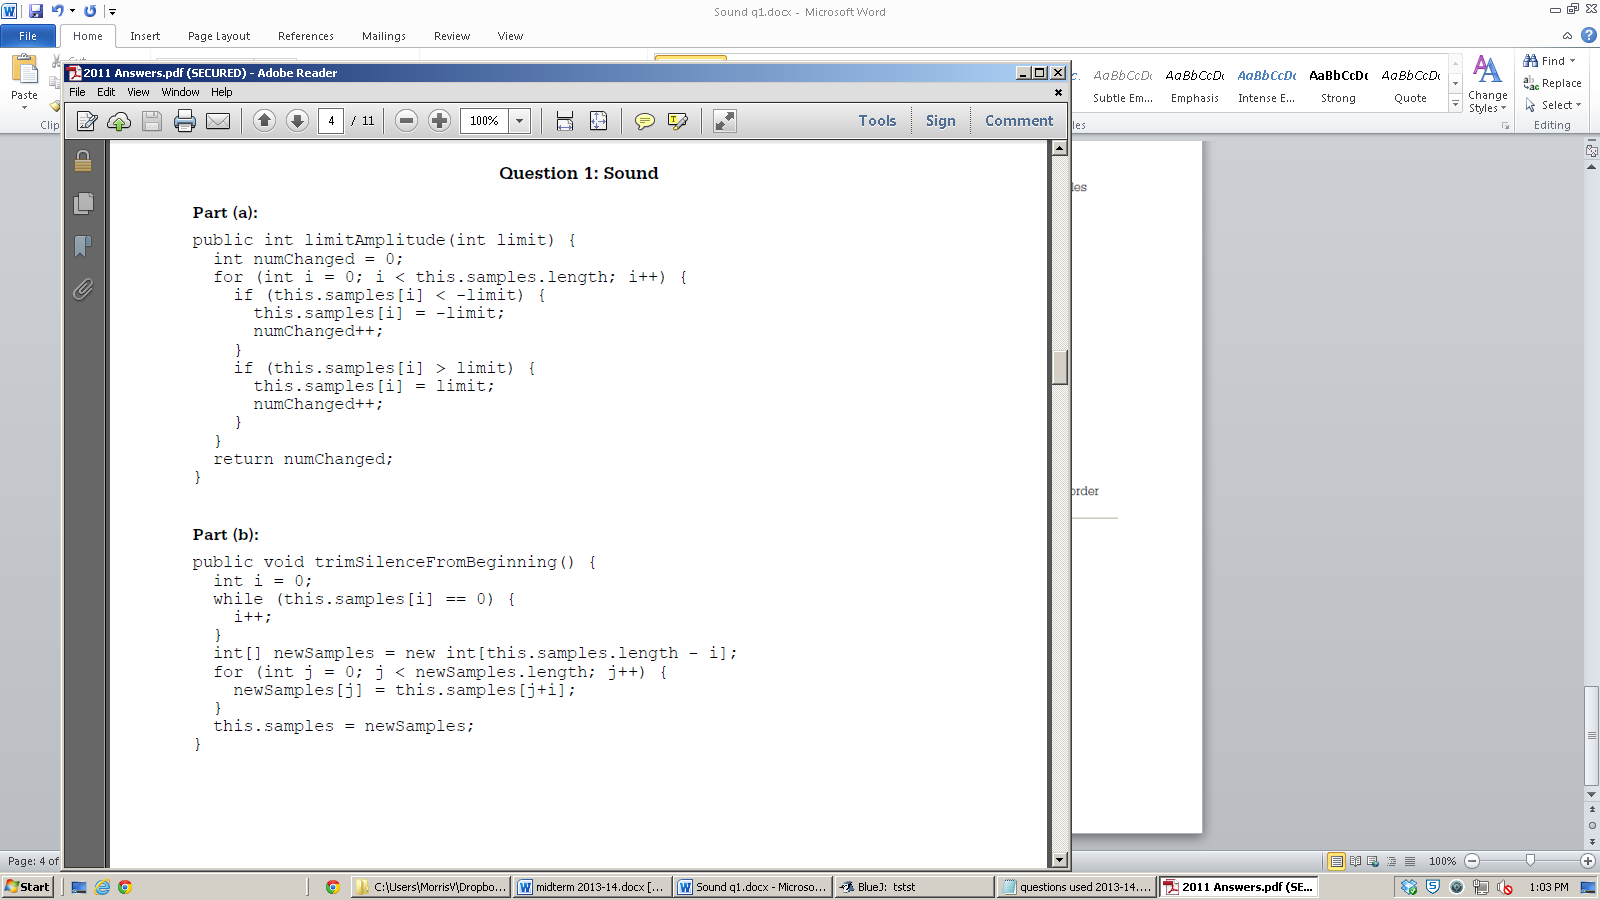 Sound q1.docx - Microsoft Word
File Home Insert Page Layout References Mailings Review View
Paste
Cut
Clip
AaBbCcDc AaBbCcDc AaBbCcDc AaBbCcDc AaBbCcDc
Subtle Em... Emphasis Intense E... Strong Quote
Change Styles
Find
Replace
Select
Editing
2011 Answers.pdf (SECURED) - Adobe Reader
File Edit View Window Help
4 / 11 100% Tools Sign Comment
Question 1: Sound
Part (a):
public int limitAmplitude(int limit) {
int numChanged = 0;
for (int i = 0; i < this.samples.length; i++) {
if (this.samples[i] < -limit) {
this.samples[i] = -limit;
numChanged++;
}
if (this.samples[i] > limit) {
this.samples[i] = limit;
numChanged++;
}
}
return numChanged;
}
Part (b):
public void trimSilenceFromBeginning() {
int i = 0;
while (this.samples[i] == 0) {
i++;
}
int[] newSamples = new int[this.samples.length - i];
for (int j = 0; j < newSamples.length; j++) {
newSamples[j] = this.samples[j+i];
}
this.samples = newSamples;
}
les
order
Page: 4 of
100%
Start C:\Users\MorrisV\Dropbo... midterm 2013-14.docx [... Sound q1.docx - Microso... BlueJ: tstst questions used 2013-14.... 2011 Answers.pdf (SE... 1:03 PM